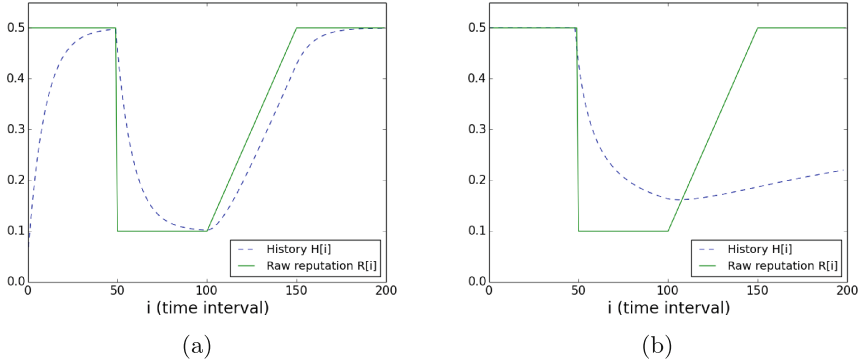 0.5
0.4
0.3
0.2
0.1
0.0
History H[i]
Raw reputation R[i]
0 50 100 150 200
i (time interval)
(a)
0.5
0.4
0.3
0.2
0.1
0.0
History H[i]
Raw reputation R[i]
0 50 100 150 200
i (time interval)
(b)